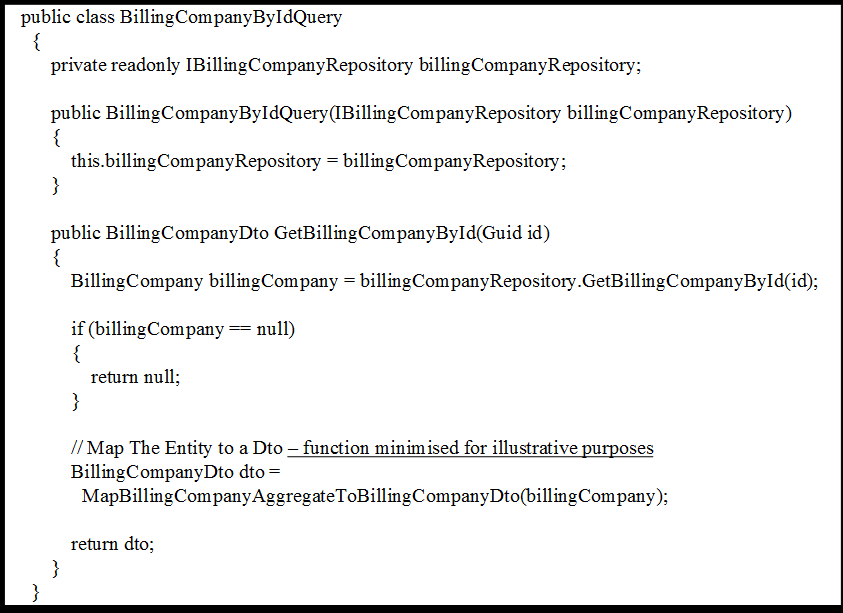 public class BillingCompanyByIdQuery
{
private readonly IBillingCompanyRepository billingCompanyRepository;
public BillingCompanyByIdQuery(IBillingCompanyRepository billingCompanyRepository)
{
this.billingCompanyRepository = billingCompanyRepository;
}
public BillingCompanyDto GetBillingCompanyById(Guid id)
{
BillingCompany billingCompany = billingCompanyRepository.GetBillingCompanyById(id);
if (billingCompany == null)
{
return null;
}
// Map The Entity to a Dto – function minimised for illustrative purposes
BillingCompanyDto dto =
MapBillingCompanyAggregateToBillingCompanyDto(billingCompany);
return dto;
}
}